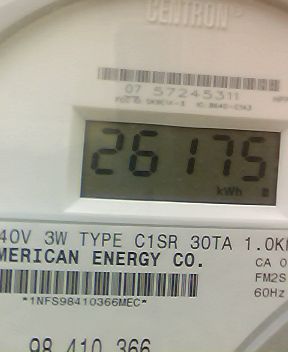 CENTRON®
07 57245311
26175
kWh
40V 3W TYPE C1SR 30TA 1.0K
MERICAN ENERGY CO.
CA 0
FM2S
60Hz
*1NFS98410366MEC*
98 410 366